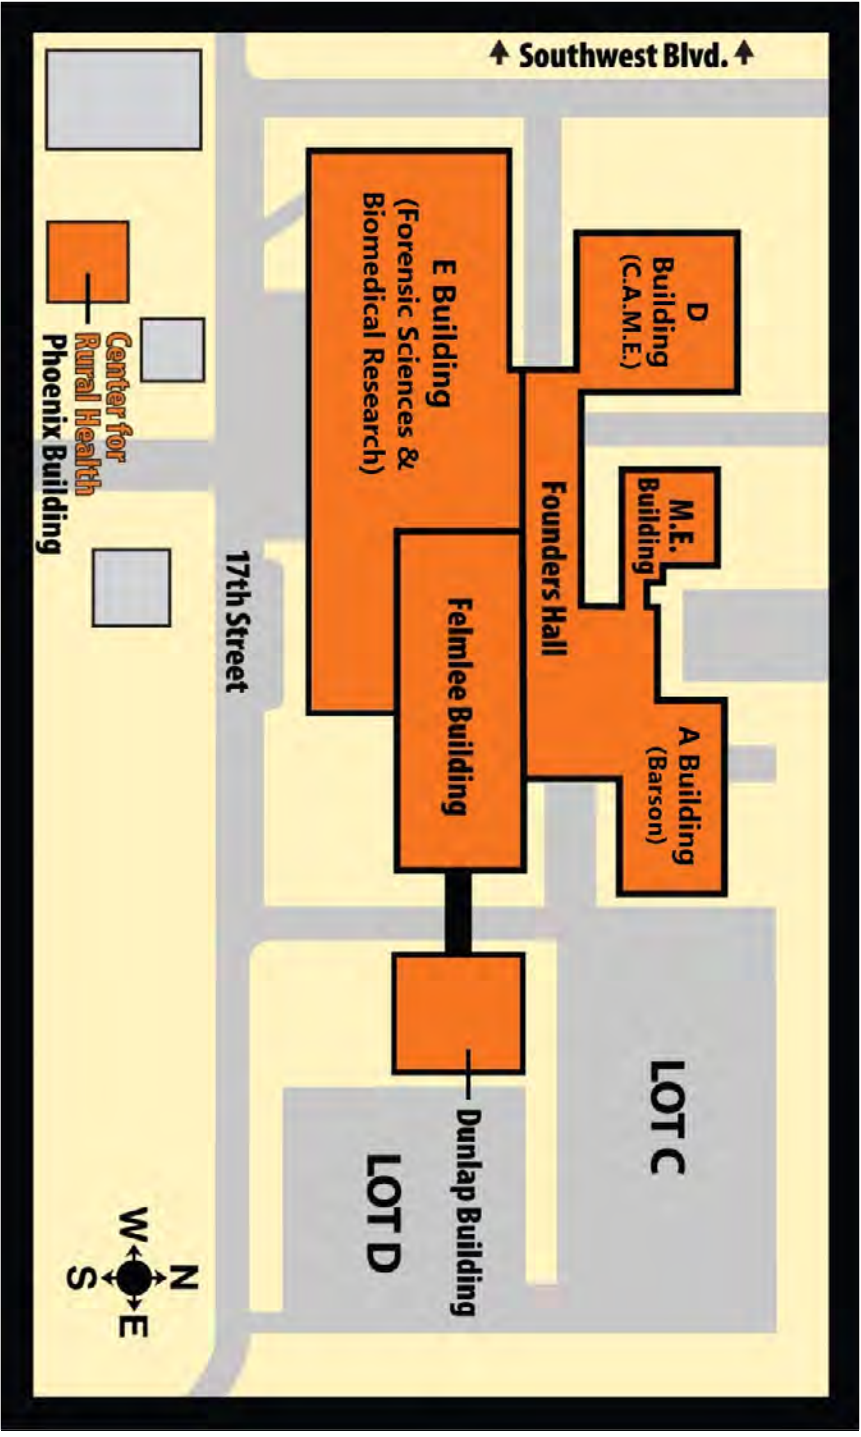 Southwest Blvd.
D
Building
(C.A.M.E.)
E Building
(Forensic Sciences &
Biomedical Research)
M.E.
Building
Founders Hall
Felmlee Building
A Building
(Barson)
Center for
Rural Health
Phoenix Building
17th Street
LOT C
Dunlap Building
LOT D
N
W
E
S